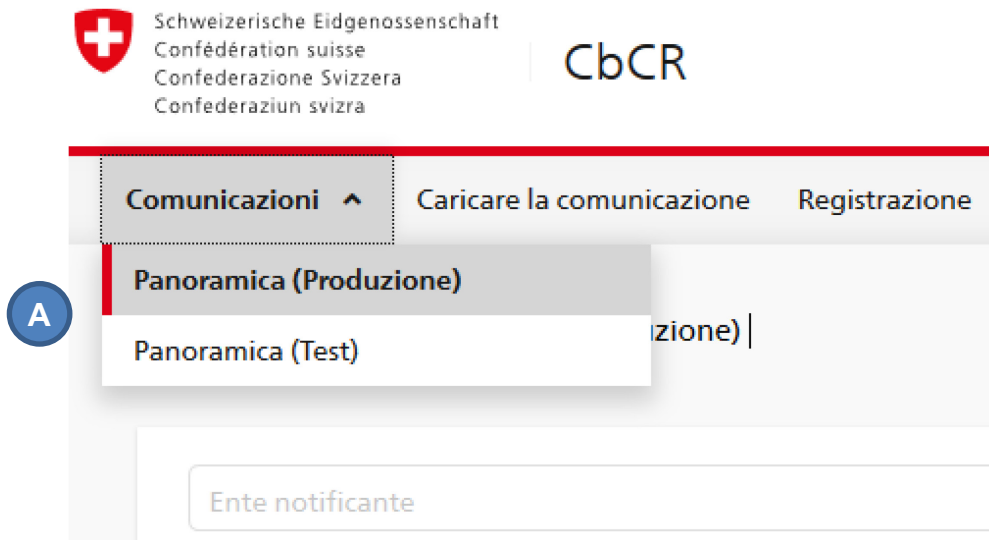 Schweizerische Eidgenossenschaft
Confédération suisse
Confederazione Svizzera
Confederaziun svizra
CbCR
Comunicazioni Caricare la comunicazione Registrazione
Panoramica (Produzione)
A
zione)
Panoramica (Test)
Ente notificante